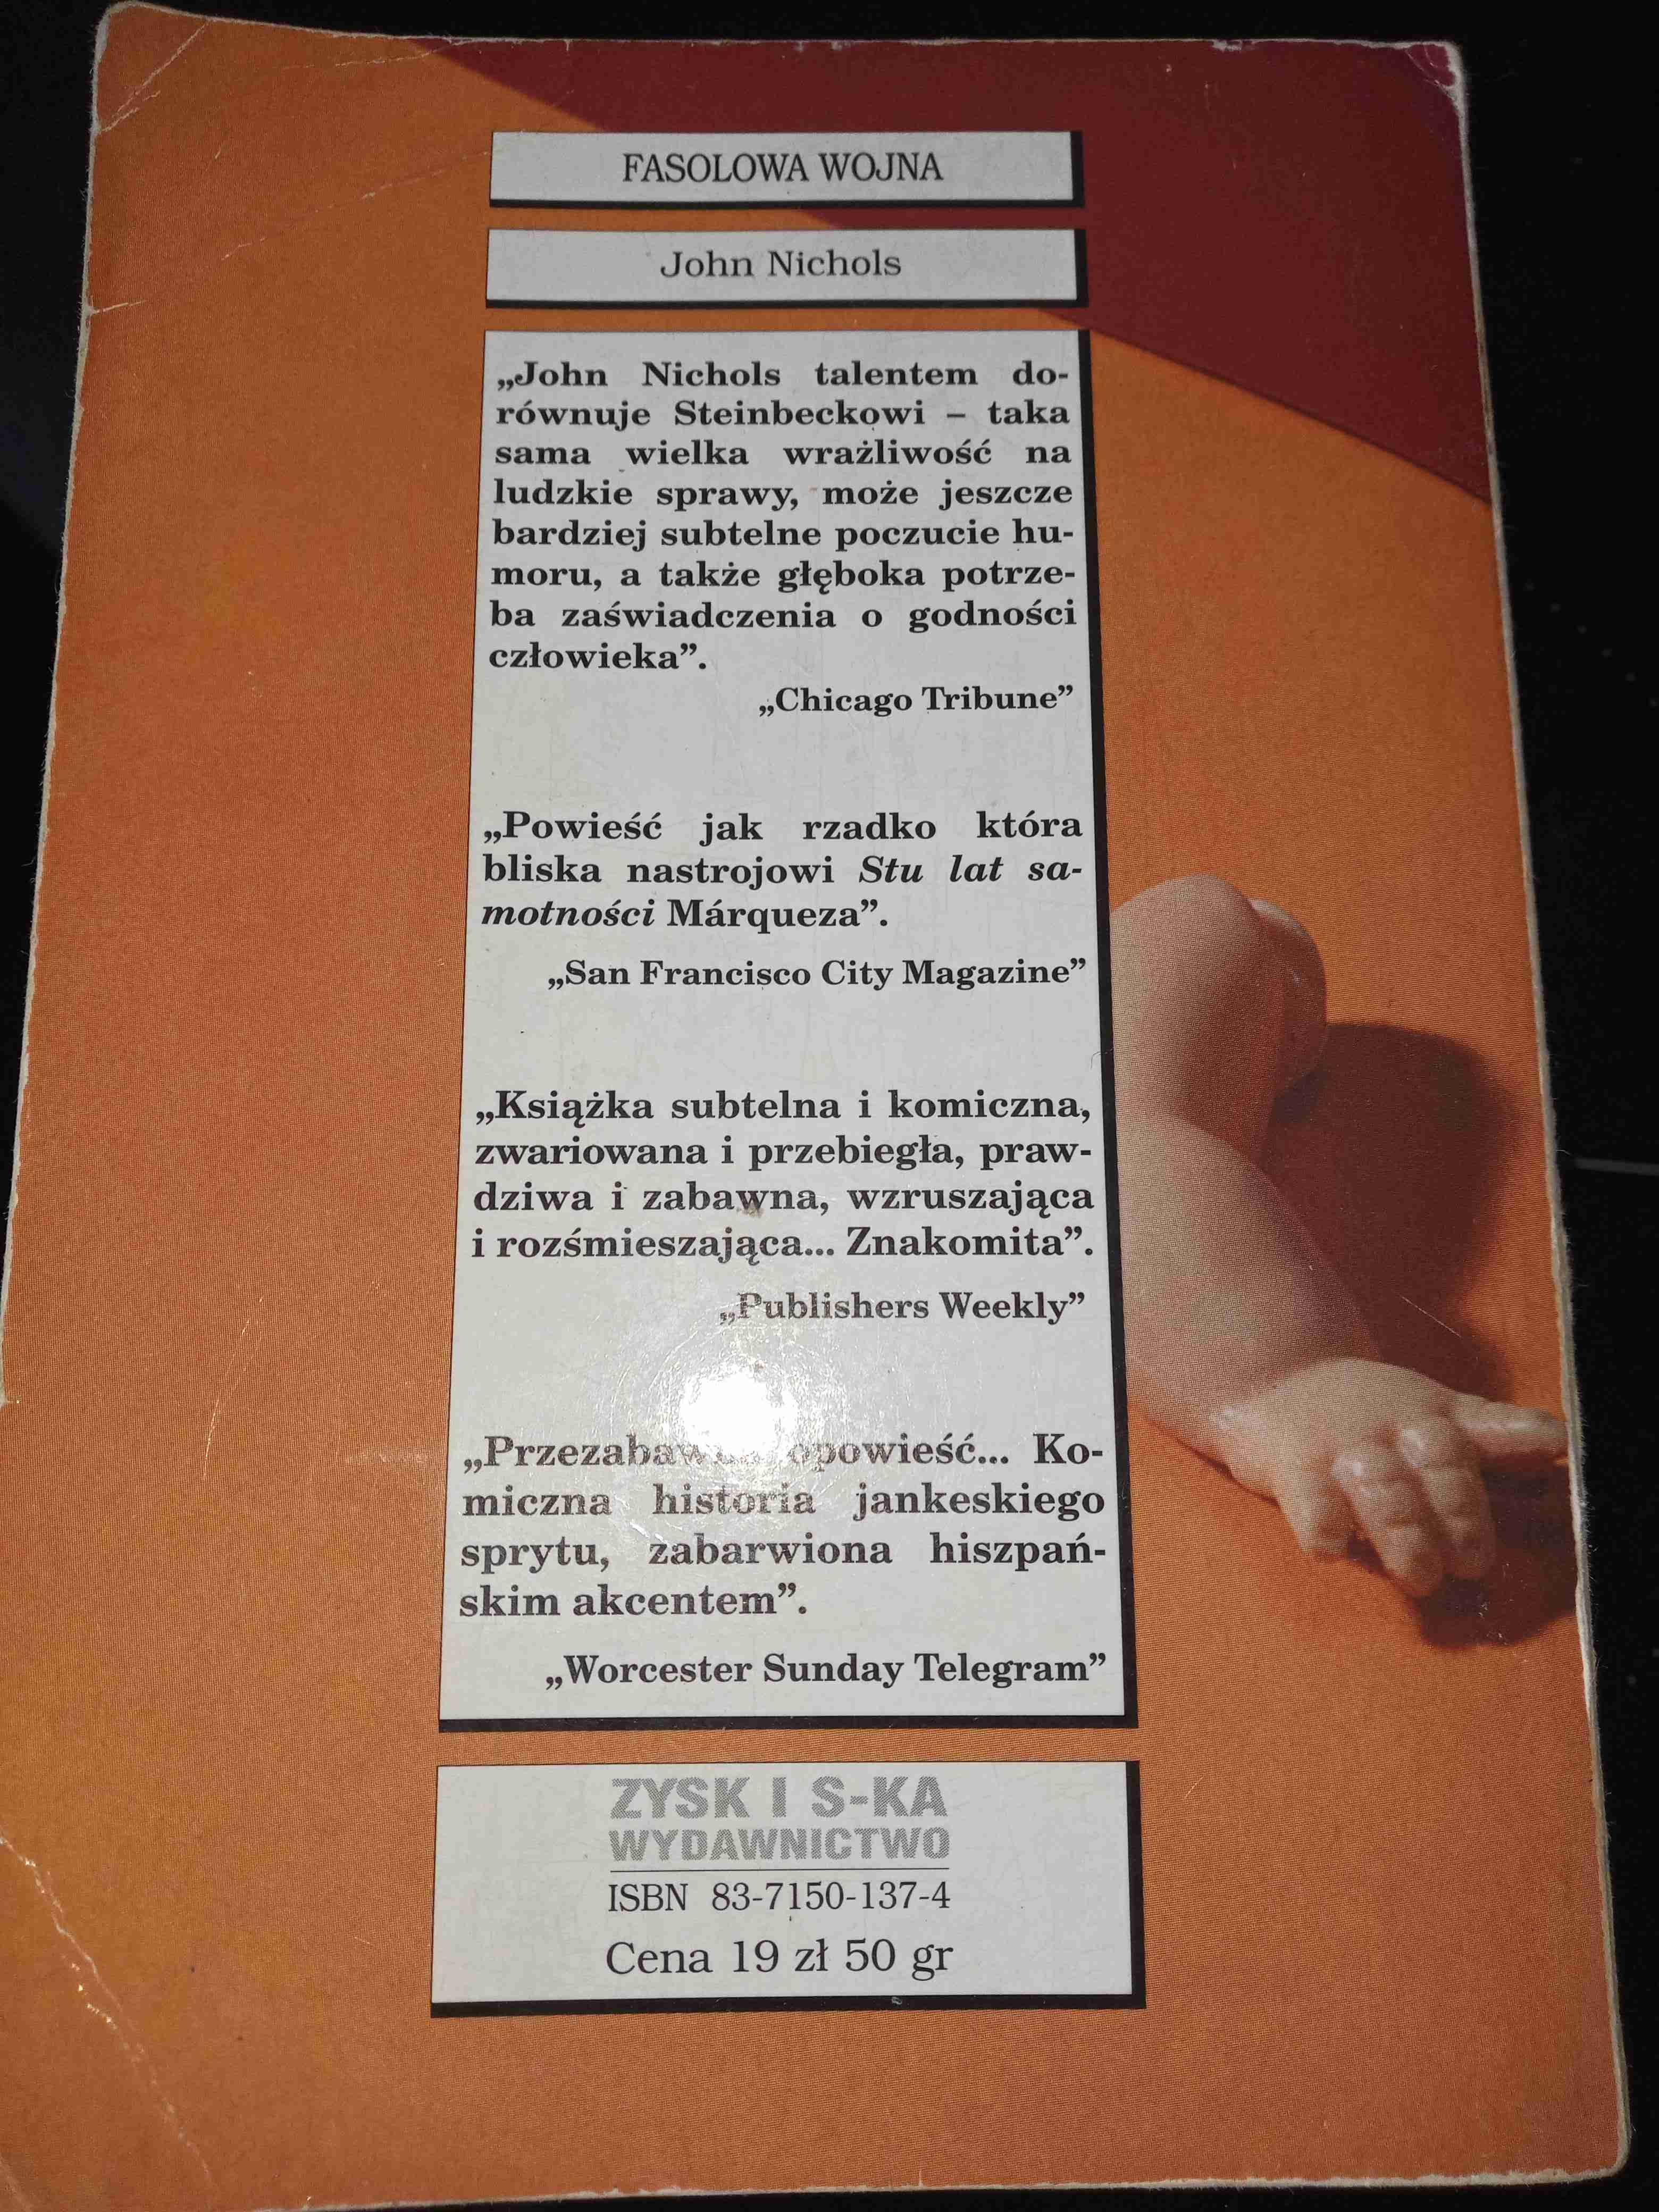 FASOLOWA WOJNA
John Nichols
„John Nichols talentem do-
równuje Steinbeckowi – taka
sama wielka wrażliwość na
ludzkie sprawy, może jeszcze
bardziej subtelne poczucie hu-
moru, a także głęboka potrze-
ba zaświadczenia o godności
człowieka”.
„Chicago Tribune”
„Powieść jak rzadko która
bliska nastrojowi Stu lat sa-
motności Márqueza”.
„San Francisco City Magazine”
„Książka subtelna i komiczna,
zwariowana i przebiegła, praw-
dziwa i zabawna, wzruszająca
i rozśmieszająca... Znakomita”.
„Publishers Weekly”
opowieść... Ko-
miczna historia jankeskiego
sprytu, zabarwiona hiszpań-
skim akcentem”.
„Worcester Sunday Telegram”
ZYSK I S-KA
WYDAWNICTWO
ISBN 83-7150-137-4
Cena 19 zł 50 gr